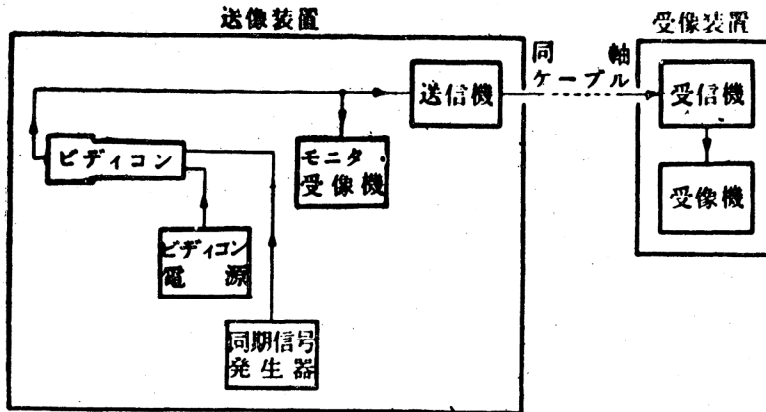 送像装置
受像装置
同軸
ケーブル
送信機
受信機
ビディコン
モニタ
受像機
受像機
ビディコン
電源
同期信号
発生器